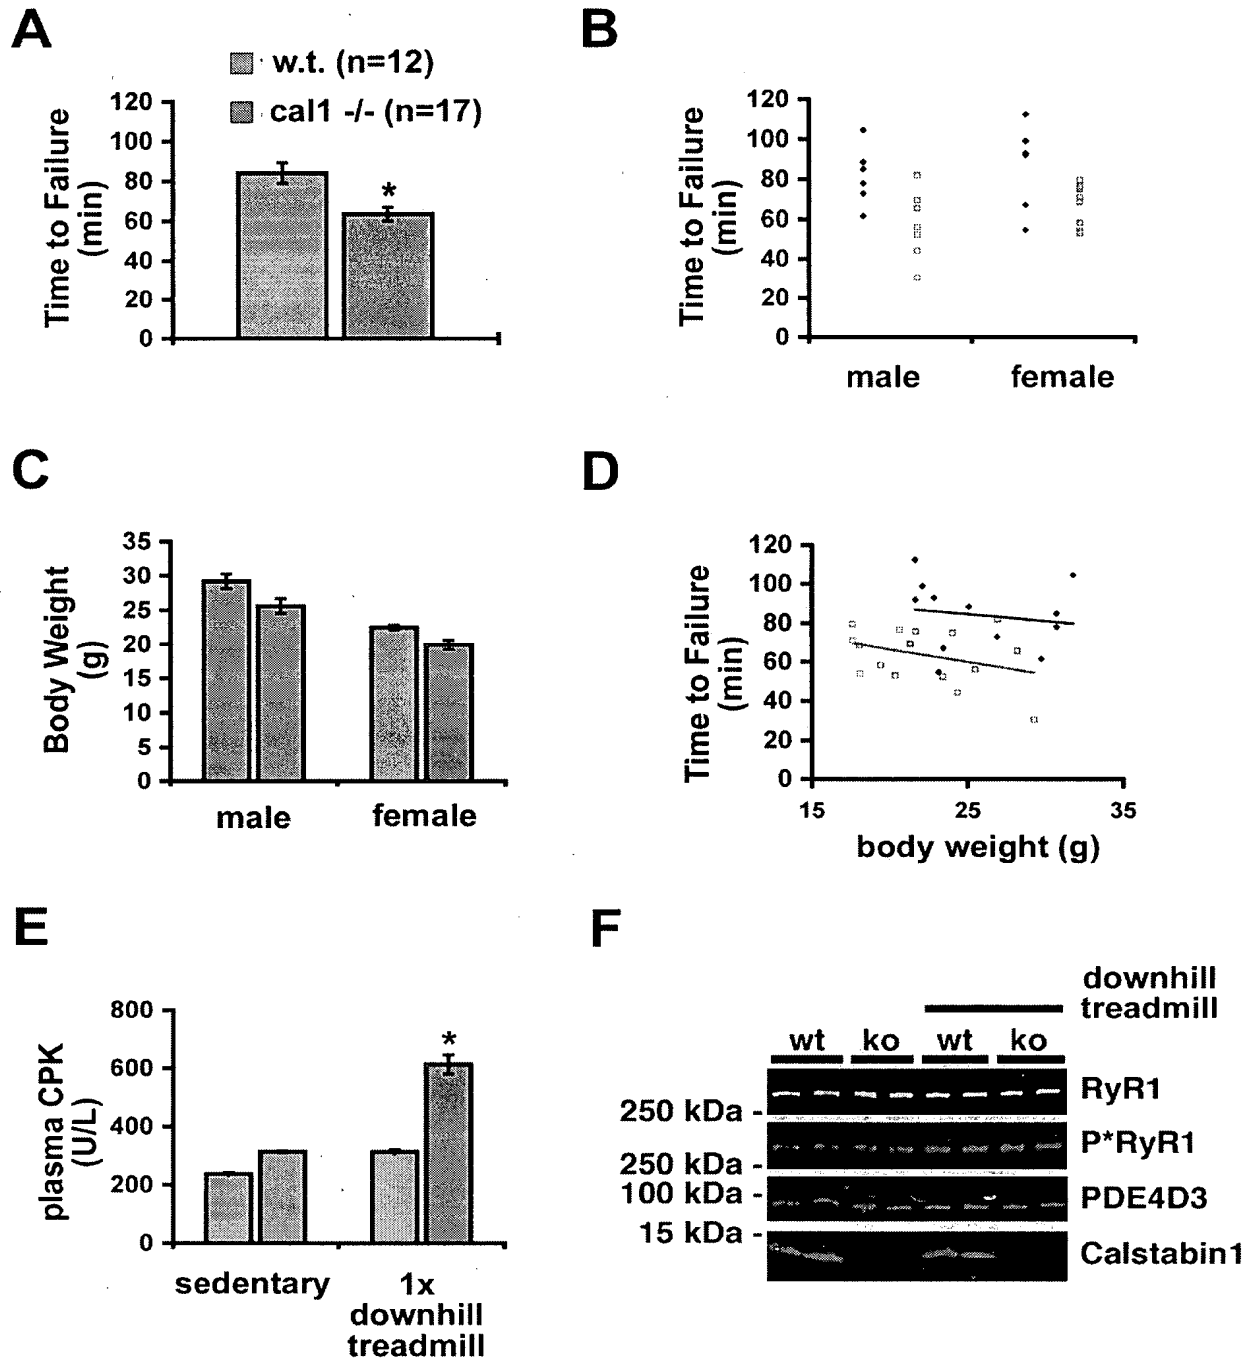 A
w.t. (n=12)
cal1 -/- (n=17)
Time to Failure
(min)
120
100
80
60
40
20
0
*
B
Time to Failure
(min)
120
100
80
60
40
20
0
male
female
C
Body Weight
(g)
35
30
25
20
15
10
5
0
male
female
D
Time to Failure
(min)
120
100
80
60
40
20
0
15
25
35
body weight (g)
E
plasma CPK
(U/L)
800
600
400
200
0
*
sedentary
1x
downhill
treadmill
F
downhill
treadmill
wt
ko
wt
ko
250 kDa -
RyR1
250 kDa -
P*RyR1
100 kDa -
PDE4D3
15 kDa -
Calstabin1